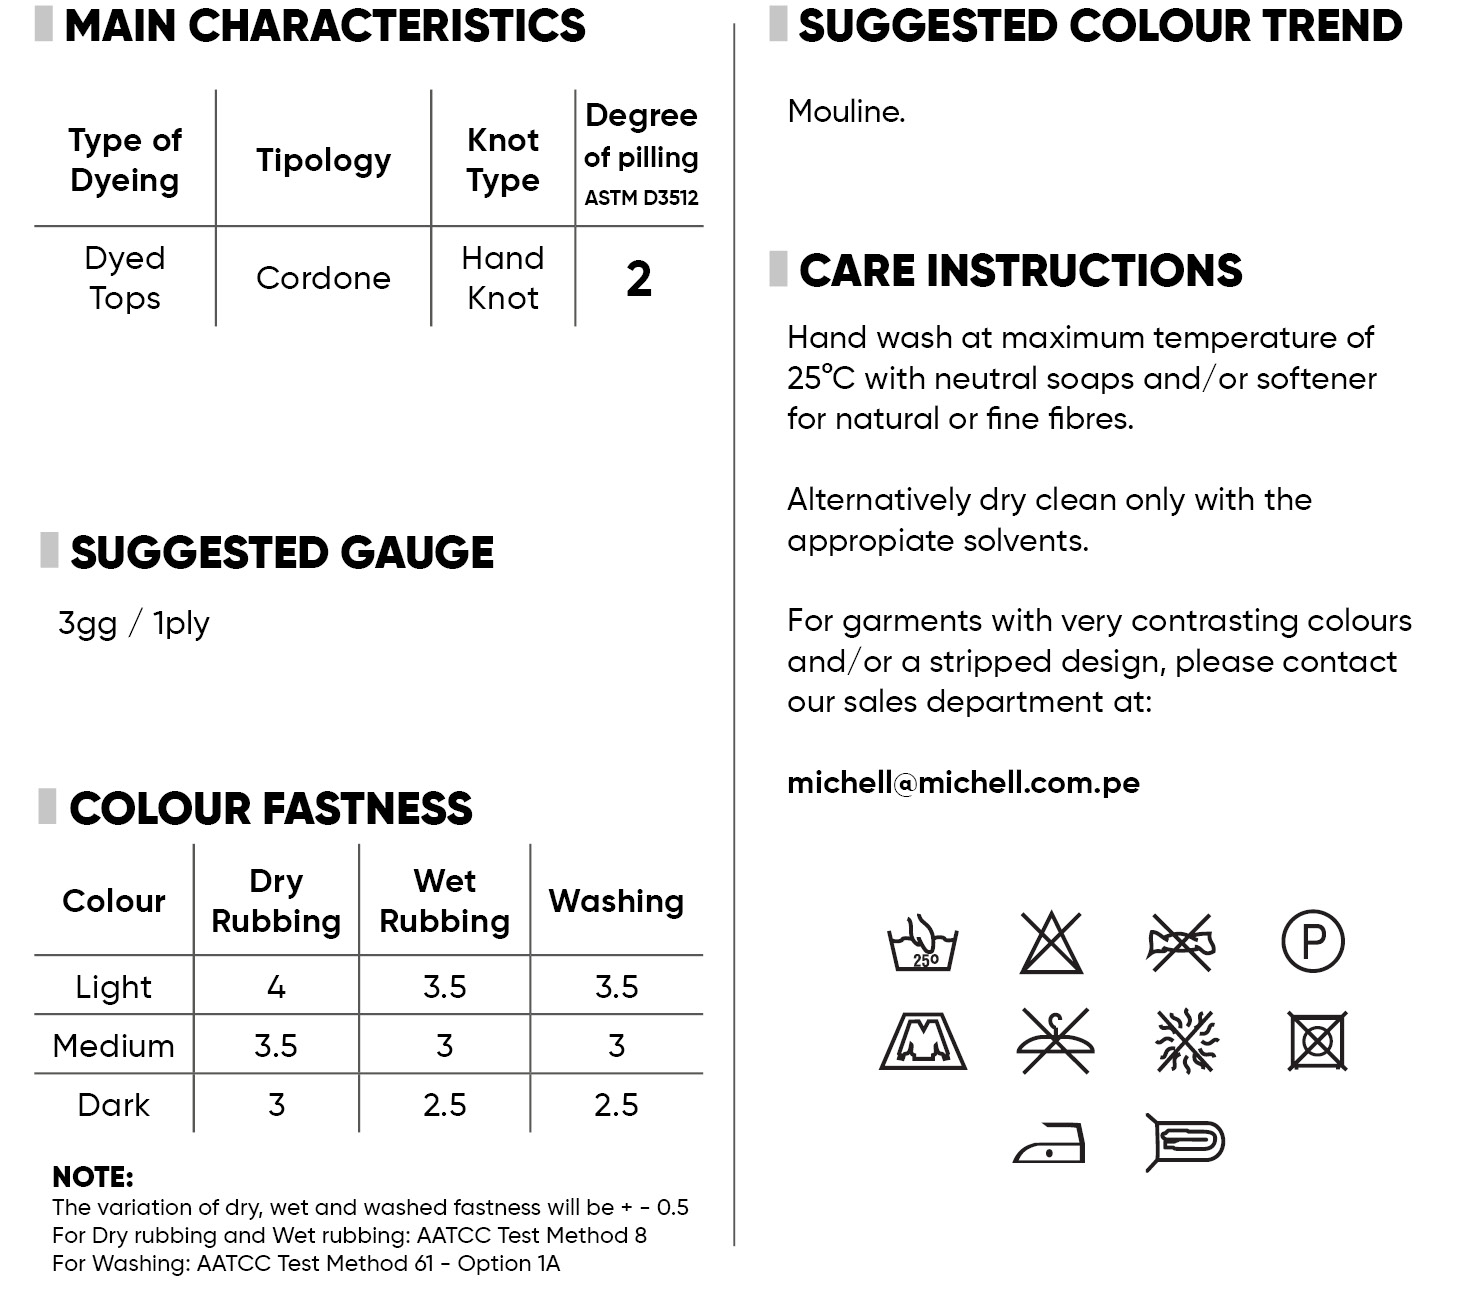 MAIN CHARACTERISTICS
Type of
Dyeing
Tipology
Knot
Type
Degree
of pilling
ASTM D3512
Dyed
Tops
Cordone
Hand
Knot
2
SUGGESTED GAUGE
3gg / 1ply
COLOUR FASTNESS
Colour
Dry
Rubbing
Wet
Rubbing
Washing
Light 4 3.5 3.5
Medium 3.5 3 3
Dark 3 2.5 2.5
NOTE:
The variation of dry, wet and washed fastness will be + - 0.5
For Dry rubbing and Wet rubbing: AATCC Test Method 8
For Washing: AATCC Test Method 61 - Option 1A
SUGGESTED COLOUR TREND
Mouline.
CARE INSTRUCTIONS
Hand wash at maximum temperature of
25°C with neutral soaps and/or softener
for natural or fine fibres.
Alternatively dry clean only with the
appropiate solvents.
For garments with very contrasting colours
and/or a stripped design, please contact
our sales department at:
michell@michell.com.pe
25º
P